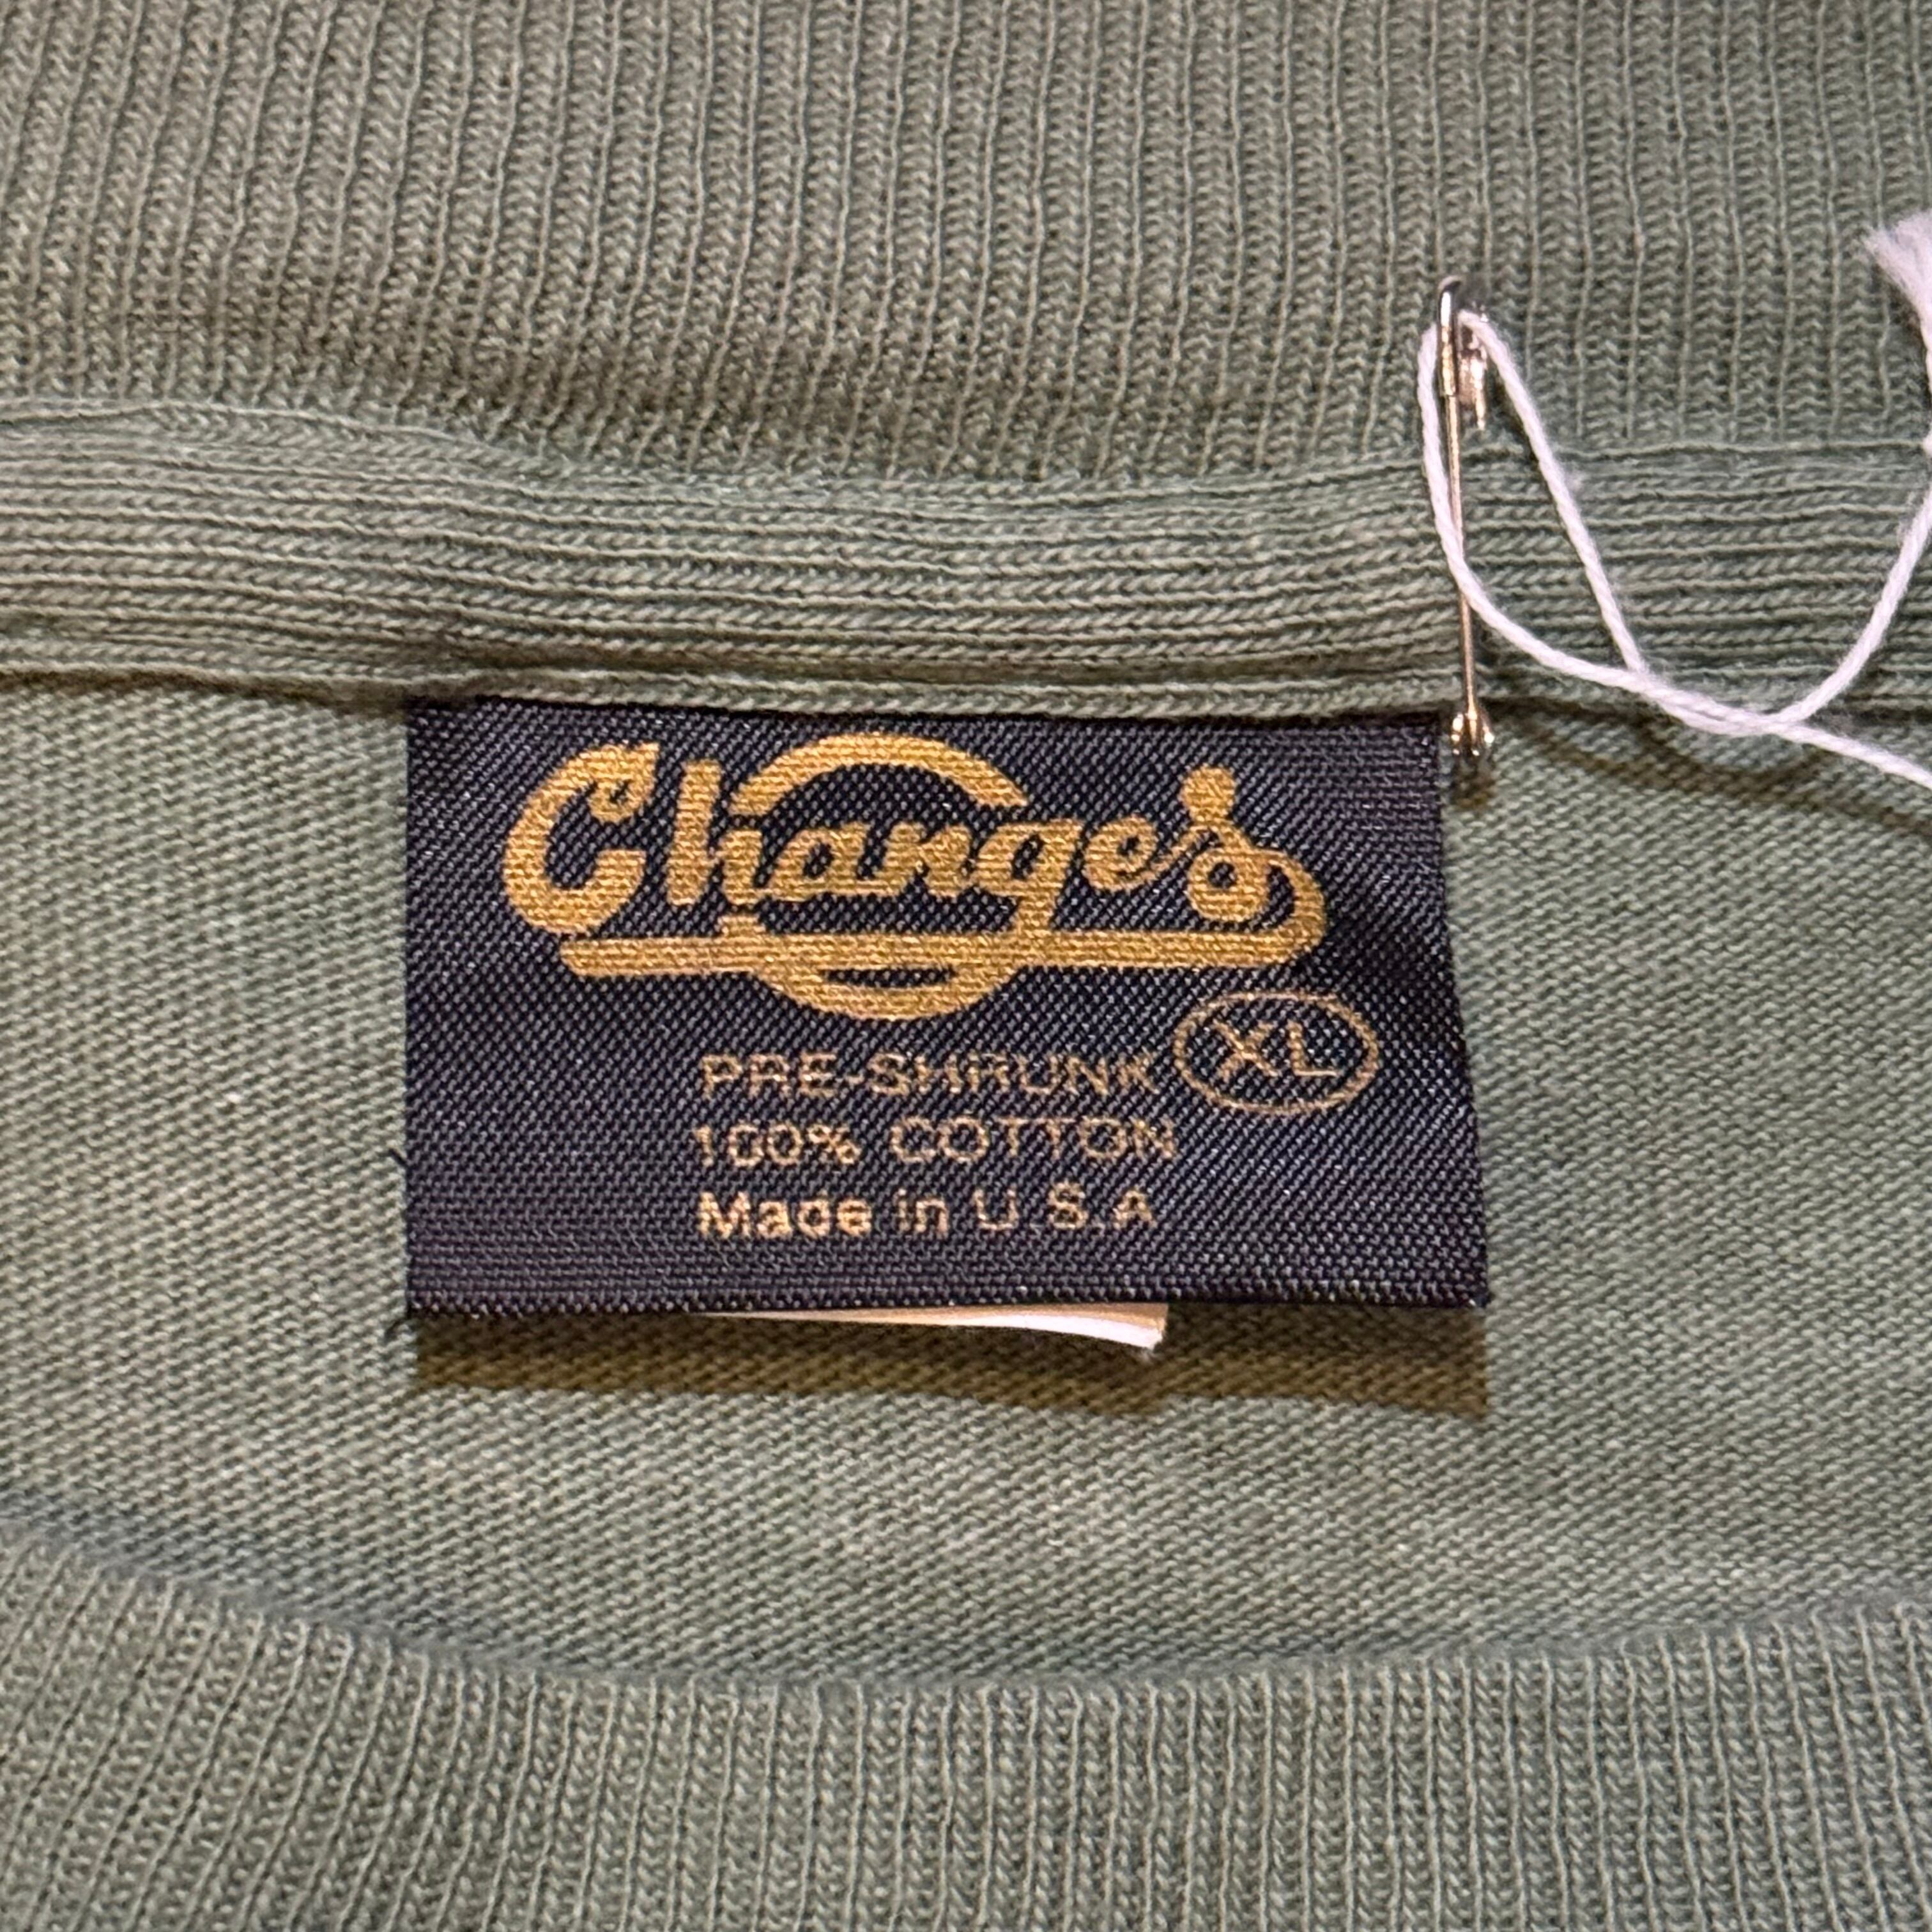 Changes
PRE-SHRUNK XL
100% COTTON
Made in U.S.A